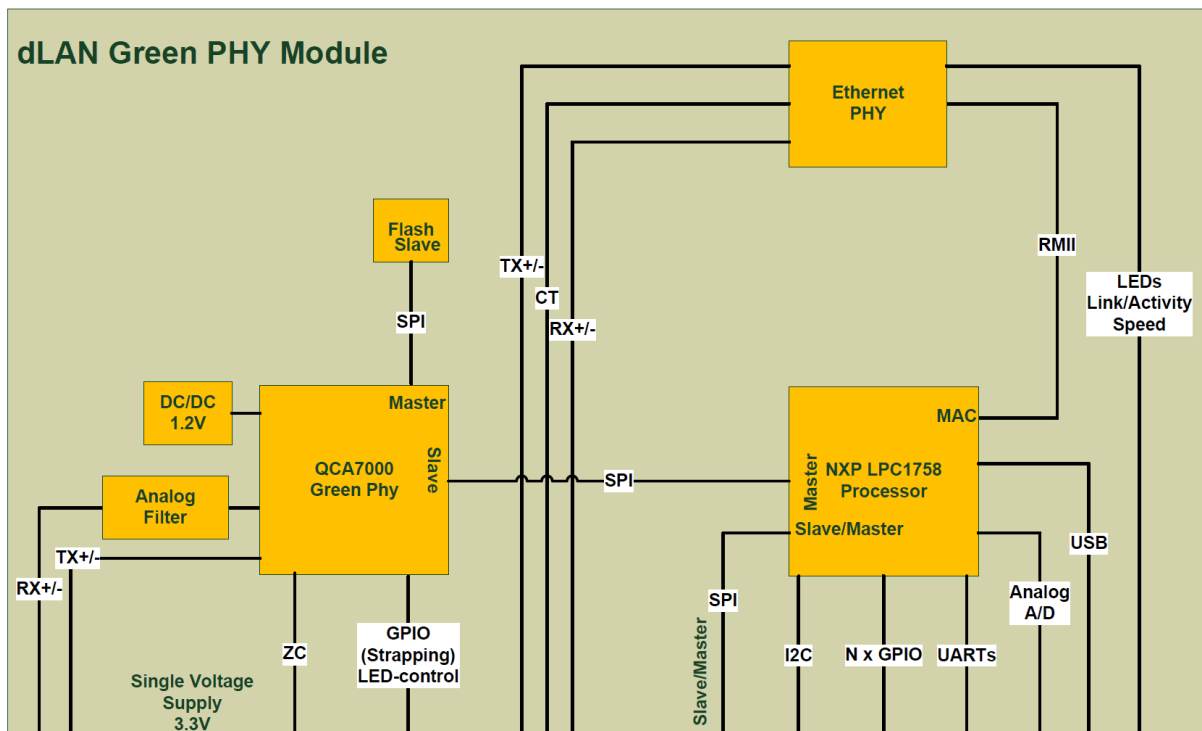 dLAN Green PHY Module
Ethernet
PHY
Flash
Slave
RMII
TX+/-
CT
RX+/-
LEDs
Link/Activity
Speed
SPI
DC/DC
1.2V
Master
Slave
QCA7000
Green Phy
MAC
NXP LPC1758
Processor
Master
Slave/Master
SPI
Analog
Filter
TX+/-
RX+/-
USB
SPI
Analog
A/D
Slave/Master
ZC
GPIO
(Strapping)
LED-control
I2C
N x GPIO
UARTs
Single Voltage
Supply
3.3V